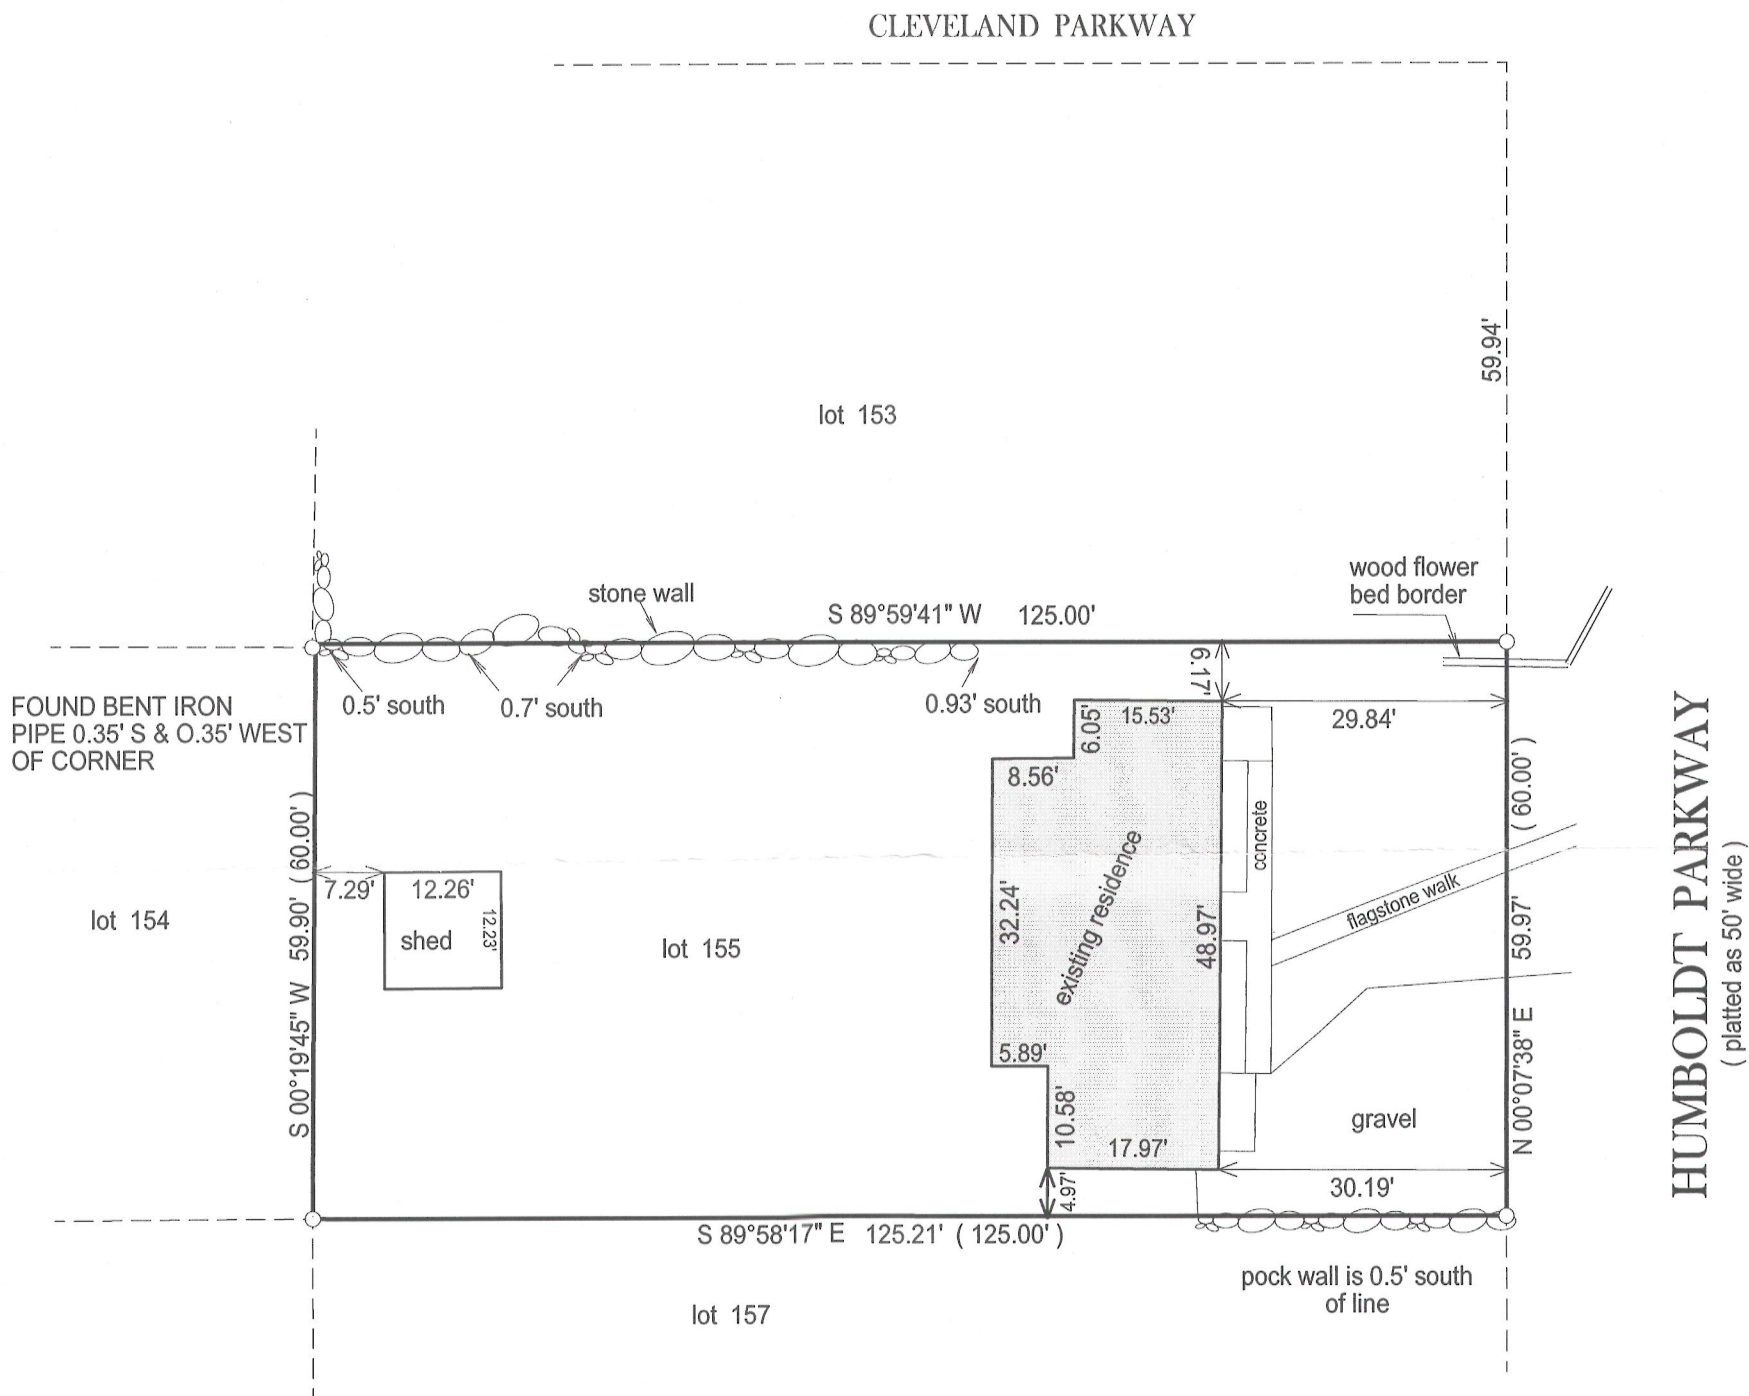 CLEVELAND PARKWAY
59.94'
lot 153
wood flower
bed border
stone wall
S 89°59'41" W 125.00'
6.17'
0.5' south
0.7' south
0.93' south
FOUND BENT IRON
PIPE 0.35' S & O.35' WEST
OF CORNER
15.53'
29.84'
6.05'
8.56'
S 00°19'45" W 59.90' ( 60.00' )
7.29'
12.26'
12.23'
shed
lot 154
lot 155
32.24'
existing residence
48.97'
concrete
flagstone walk
N 00°07'38" E 59.97' ( 60.00' )
HUMBOLDT PARKWAY
( platted as 50' wide )
5.89'
10.58'
17.97'
gravel
4.97'
30.19'
S 89°58'17" E 125.21' ( 125.00' )
pock wall is 0.5' south
of line
lot 157